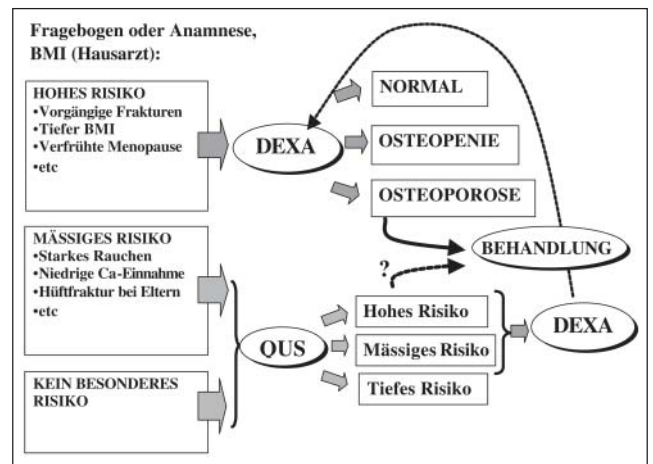 Fragebogen oder Anamnese,
BMI (Hausarzt):
HOHES RISIKO
•Vorgängige Frakturen
•Tiefer BMI
•Verfrühte Menopause
•etc
DEXA
NORMAL
OSTEOPENIE
OSTEOPOROSE
BEHANDLUNG
MÄSSIGES RISIKO
•Starkes Rauchen
•Niedrige Ca-Einnahme
•Hüftfraktur bei Eltern
•etc
KEIN BESONDERES
RISIKO
QUS
?
Hohes Risiko
Mässiges Risiko
Tiefes Risiko
DEXA